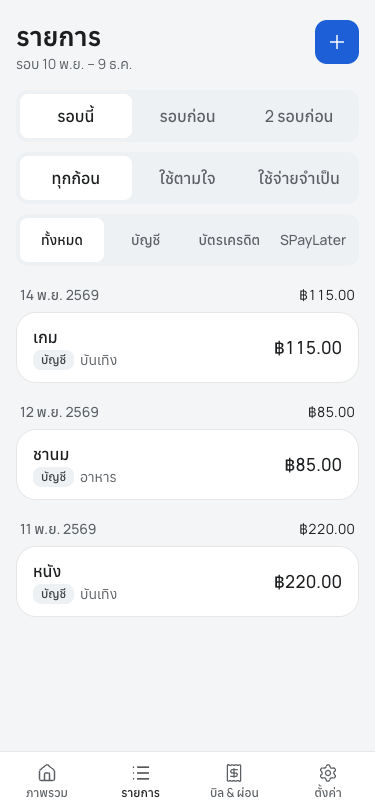 รายการ
รอบ 10 พ.ย. – 9 ธ.ค.
รอบนี้ รอบก่อน 2 รอบก่อน
ทุกก้อน ใช้ตามใจ ใช้จ่ายจำเป็น
ทั้งหมด บัญชี บัตรเครดิต SPayLater
14 พ.ย. 2569 ฿115.00
เกม ฿115.00
บัญชี บันเทิง
12 พ.ย. 2569 ฿85.00
ชานม ฿85.00
บัญชี อาหาร
11 พ.ย. 2569 ฿220.00
หนัง ฿220.00
บัญชี บันเทิง
ภาพรวม รายการ บิล & ผ่อน ตั้งค่า